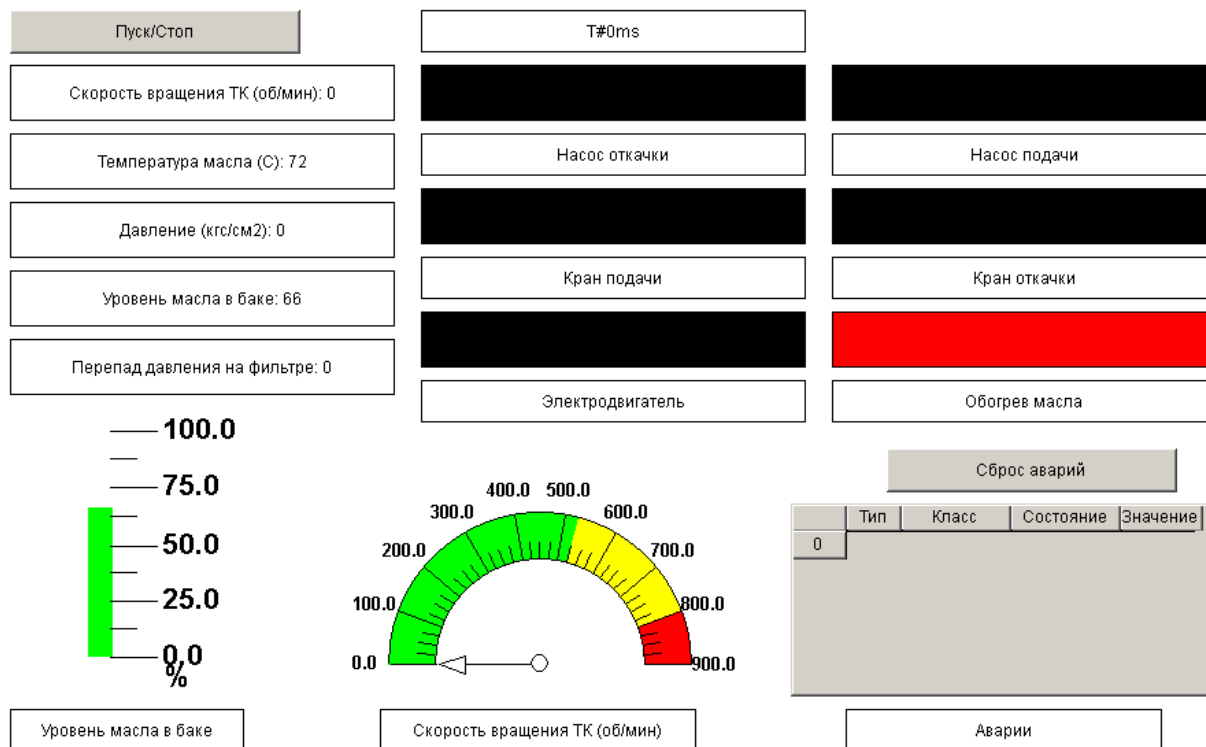 Пуск/Стоп
T#0ms
Скорость вращения ТК (об/мин): 0
Температура масла (С): 72
Насос откачки
Насос подачи
Давление (кгс/см2): 0
Уровень масла в баке: 66
Кран подачи
Кран откачки
Перепад давления на фильтре: 0
Электродвигатель
Обогрев масла
100.0
75.0
50.0
25.0
0.0
%
Уровень масла в баке
0.0
100.0
200.0
300.0
400.0
500.0
600.0
700.0
800.0
900.0
Скорость вращения ТК (об/мин)
Сброс аварий
Тип Класс Состояние Значение
0
Аварии